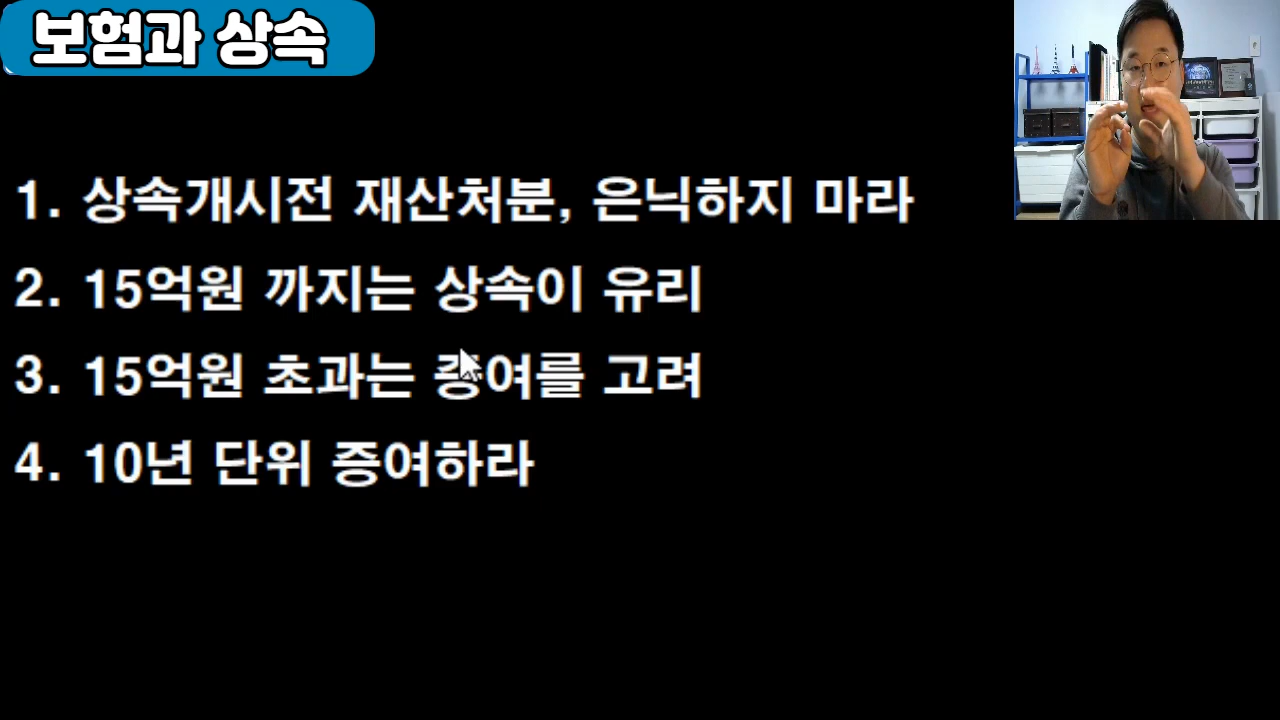 보험과 상속
1. 상속개시전 재산처분, 은닉하지 마라
2. 15억원 까지는 상속이 유리
3. 15억원 초과는 증여를 고려
4. 10년 단위 증여하라